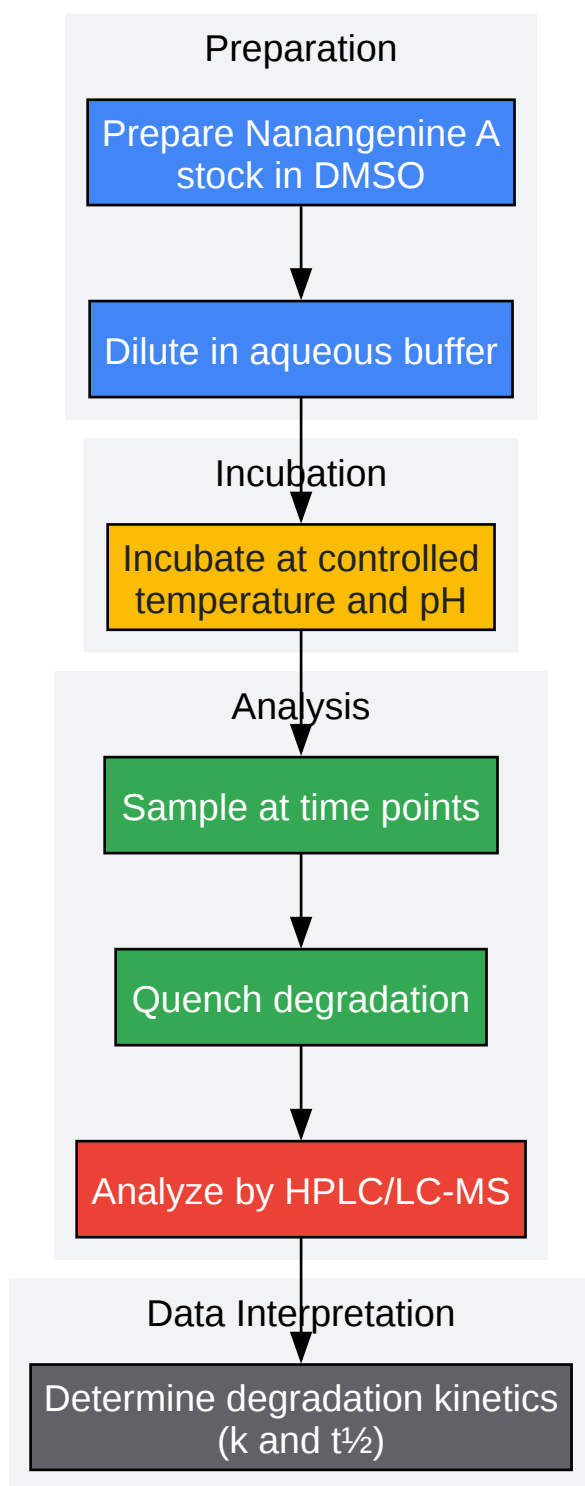 Preparation
Prepare Nanangenine A
stock in DMSO
Dilute in aqueous buffer
Incubation
Incubate at controlled
temperature and pH
Analysis
Sample at time points
Quench degradation
Analyze by HPLC/LC-MS
Data Interpretation
Determine degradation kinetics
(k and t½)